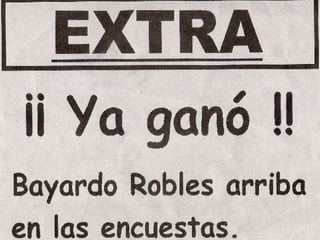 EXTRA
¡¡ Ya ganó !!
Bayardo Robles arriba
en las encuestas.